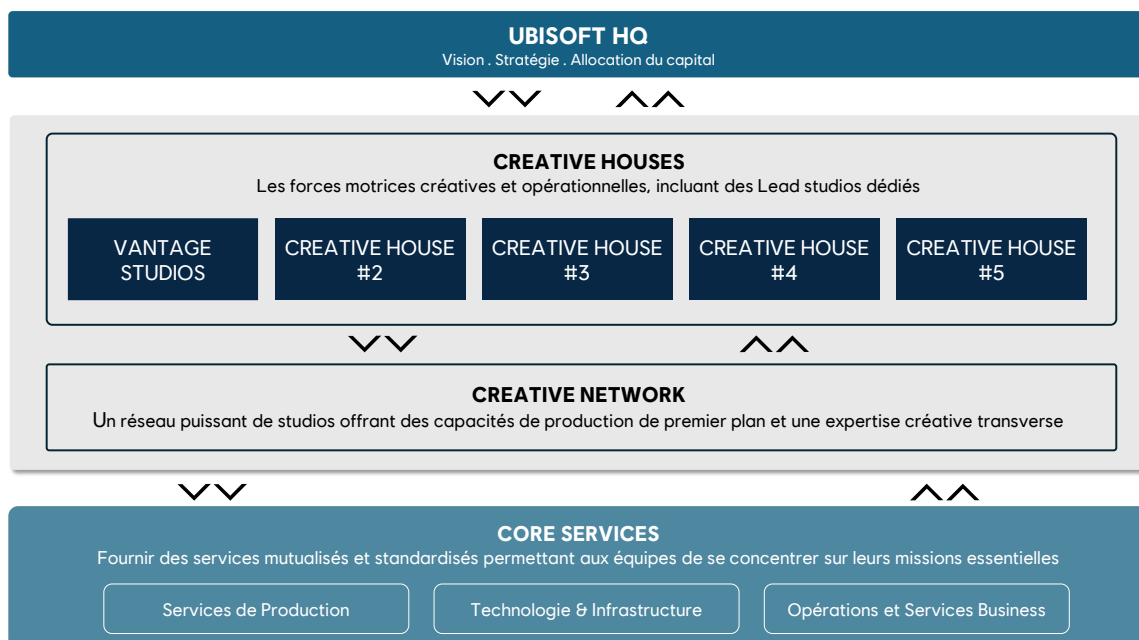 UBISOFT HQ
Vision . Stratégie . Allocation du capital
CREATIVE HOUSES
Les forces motrices créatives et opérationnelles, incluant des Lead studios dédiés
VANTAGE
STUDIOS
CREATIVE HOUSE
#2
CREATIVE HOUSE
#3
CREATIVE HOUSE
#4
CREATIVE HOUSE
#5
CREATIVE NETWORK
Un réseau puissant de studios offrant des capacités de production de premier plan et une expertise créative transverse
CORE SERVICES
Fournir des services mutualisés et standardisés permettant aux équipes de se concentrer sur leurs missions essentielles
Services de Production
Technologie & Infrastructure
Opérations et Services Business